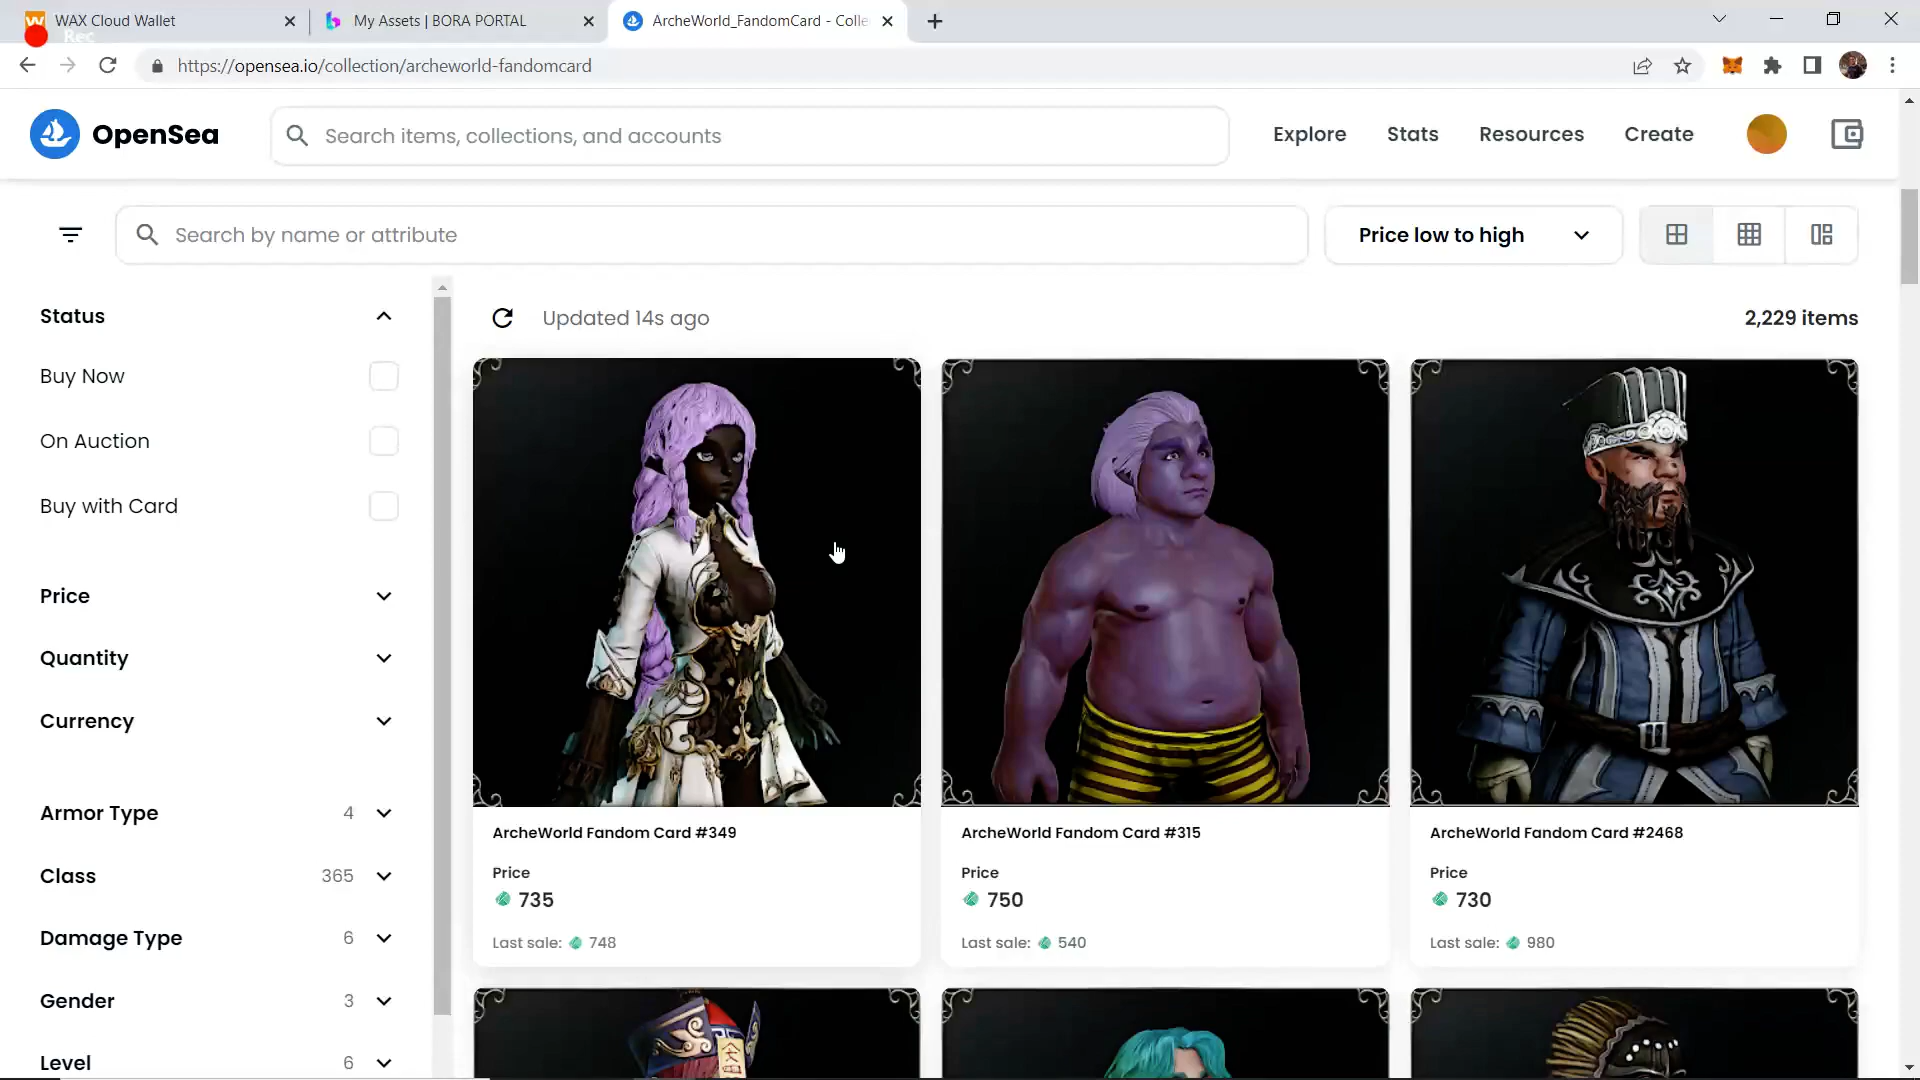 WAX Cloud Wallet
My Assets | BORA PORTAL
ArcheWorld_FandomCard - Colle
Rec
https://opensea.io/collection/archeworld-fandomcard
OpenSea
Search items, collections, and accounts
Explore
Stats
Resources
Create
Search by name or attribute
Price low to high
Status
Buy Now
On Auction
Buy with Card
Price
Quantity
Currency
Armor Type 4
Class 365
Damage Type 6
Gender 3
Level 6
Updated 14s ago
2,229 items
ArcheWorld Fandom Card #349
Price
735
Last sale: 748
ArcheWorld Fandom Card #315
Price
750
Last sale: 540
ArcheWorld Fandom Card #2468
Price
730
Last sale: 980